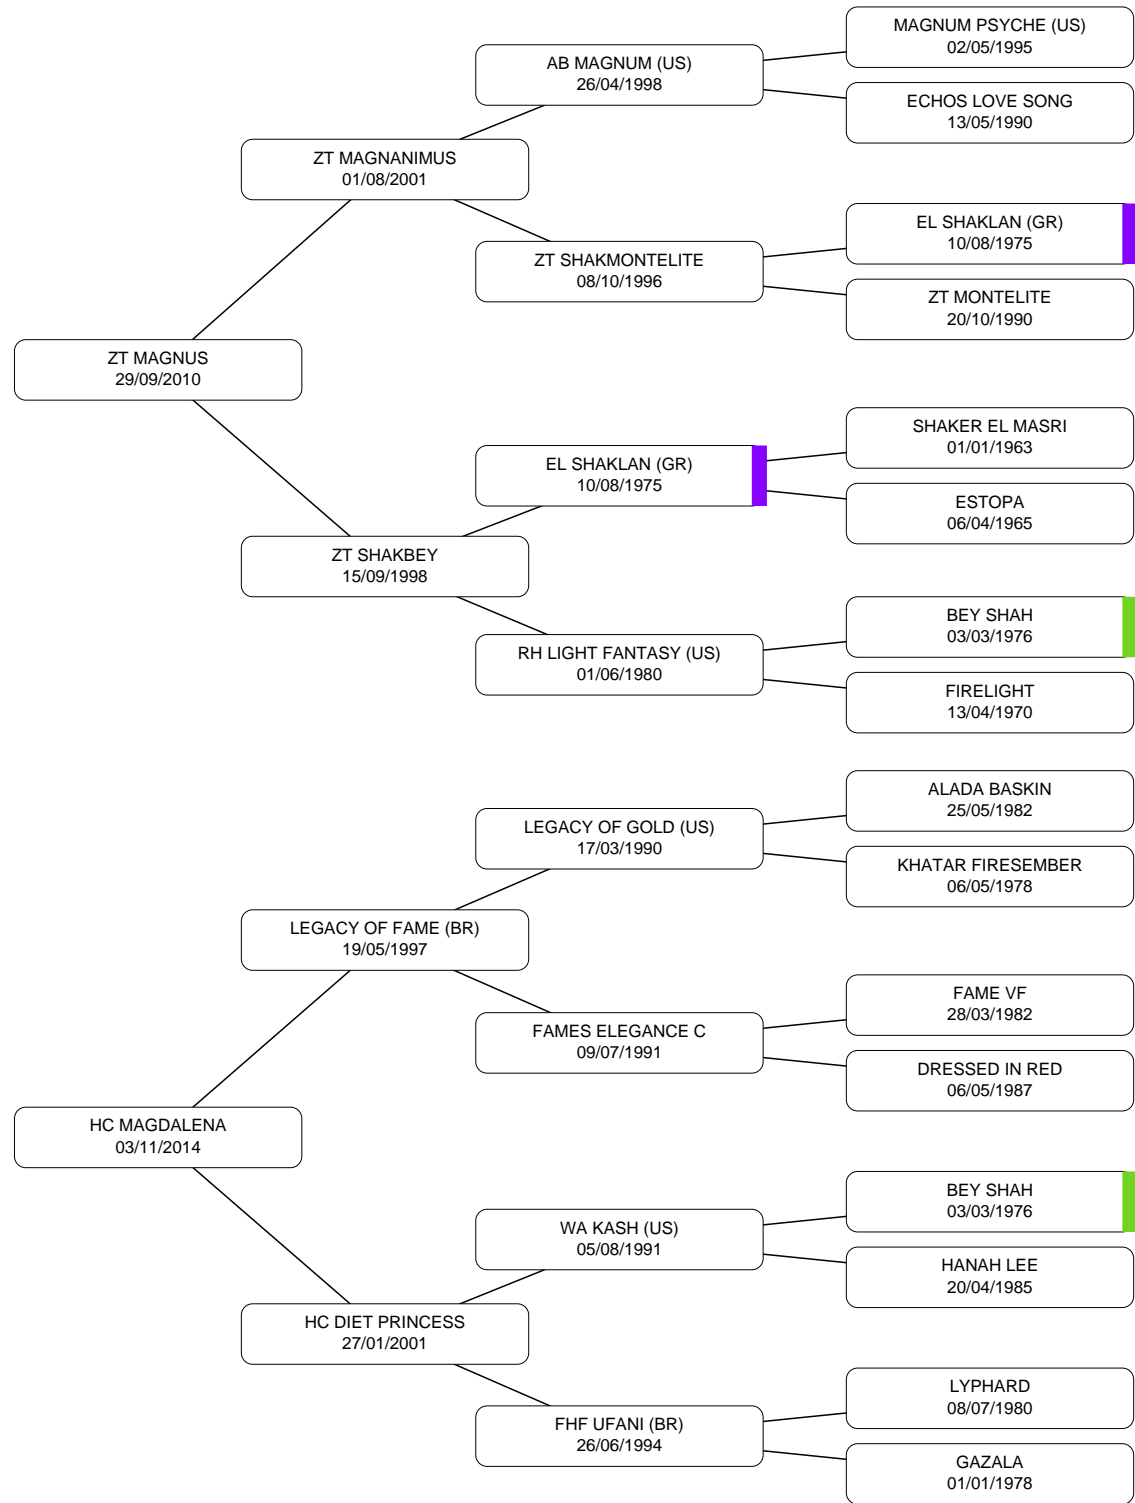 MAGNUM PSYCHE (US)
02/05/1995
AB MAGNUM (US)
26/04/1998
ECHOS LOVE SONG
13/05/1990
ZT MAGNANIMUS
01/08/2001
EL SHAKLAN (GR)
10/08/1975
ZT SHAKMONTELITE
08/10/1996
ZT MONTELITE
20/10/1990
ZT MAGNUS
29/09/2010
SHAKER EL MASRI
01/01/1963
EL SHAKLAN (GR)
10/08/1975
ESTOPA
06/04/1965
ZT SHAKBEY
15/09/1998
BEY SHAH
03/03/1976
RH LIGHT FANTASY (US)
01/06/1980
FIRELIGHT
13/04/1970
ALADA BASKIN
25/05/1982
LEGACY OF GOLD (US)
17/03/1990
KHATAR FIRESEMBER
06/05/1978
LEGACY OF FAME (BR)
19/05/1997
FAME VF
28/03/1982
FAMES ELEGANCE C
09/07/1991
DRESSED IN RED
06/05/1987
HC MAGDALENA
03/11/2014
BEY SHAH
03/03/1976
WA KASH (US)
05/08/1991
HANAH LEE
20/04/1985
HC DIET PRINCESS
27/01/2001
LYPHARD
08/07/1980
FHF UFANI (BR)
26/06/1994
GAZALA
01/01/1978